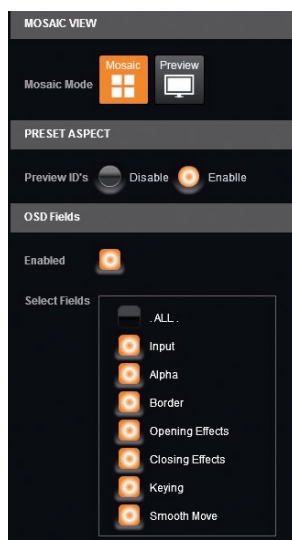 MOSAIC VIEW
Mosaic Preview
Mosaic Mode
PRESET ASPECT
Preview ID's Disable Enablle
OSD Fields
Enabled
Select Fields
. ALL .
Input
Alpha
Border
Opening Effects
Closing Effects
Keying
Smooth Move